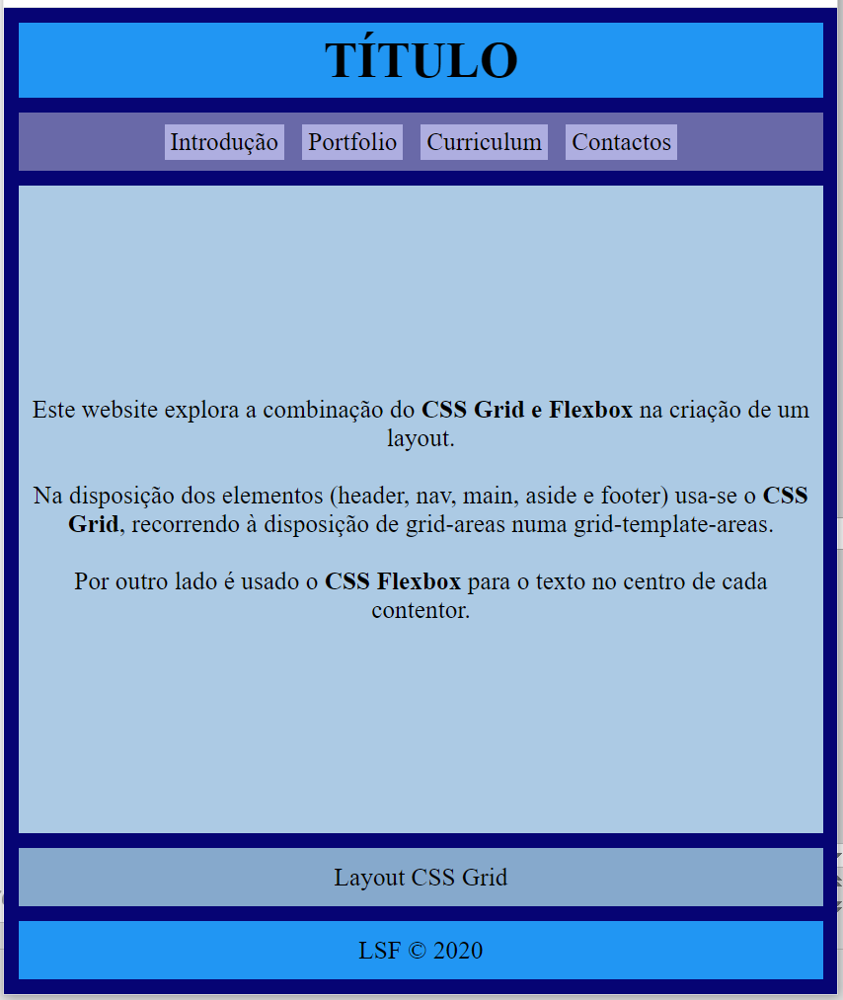 TÍTULO
Introdução Portfolio Curriculum Contactos
Este website explora a combinação do CSS Grid e Flexbox na criação de um
layout.
Na disposição dos elementos (header, nav, main, aside e footer) usa-se o CSS
Grid, recorrendo à disposição de grid-areas numa grid-template-areas.
Por outro lado é usado o CSS Flexbox para o texto no centro de cada
contentor.
Layout CSS Grid
LSF © 2020